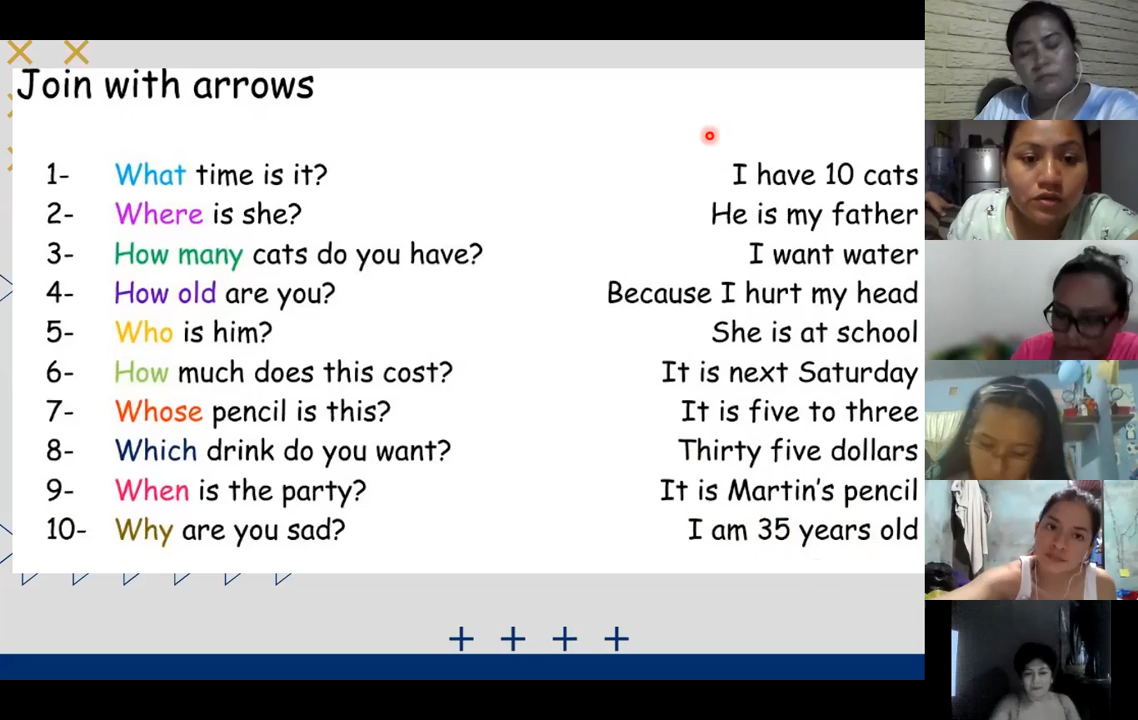 Join with arrows
1- What time is it? I have 10 cats
2- Where is she? He is my father
3- How many cats do you have? I want water
4- How old are you? Because I hurt my head
5- Who is him? She is at school
6- How much does this cost? It is next Saturday
7- Whose pencil is this? It is five to three
8- Which drink do you want? Thirty five dollars
9- When is the party? It is Martin's pencil
10- Why are you sad? I am 35 years old